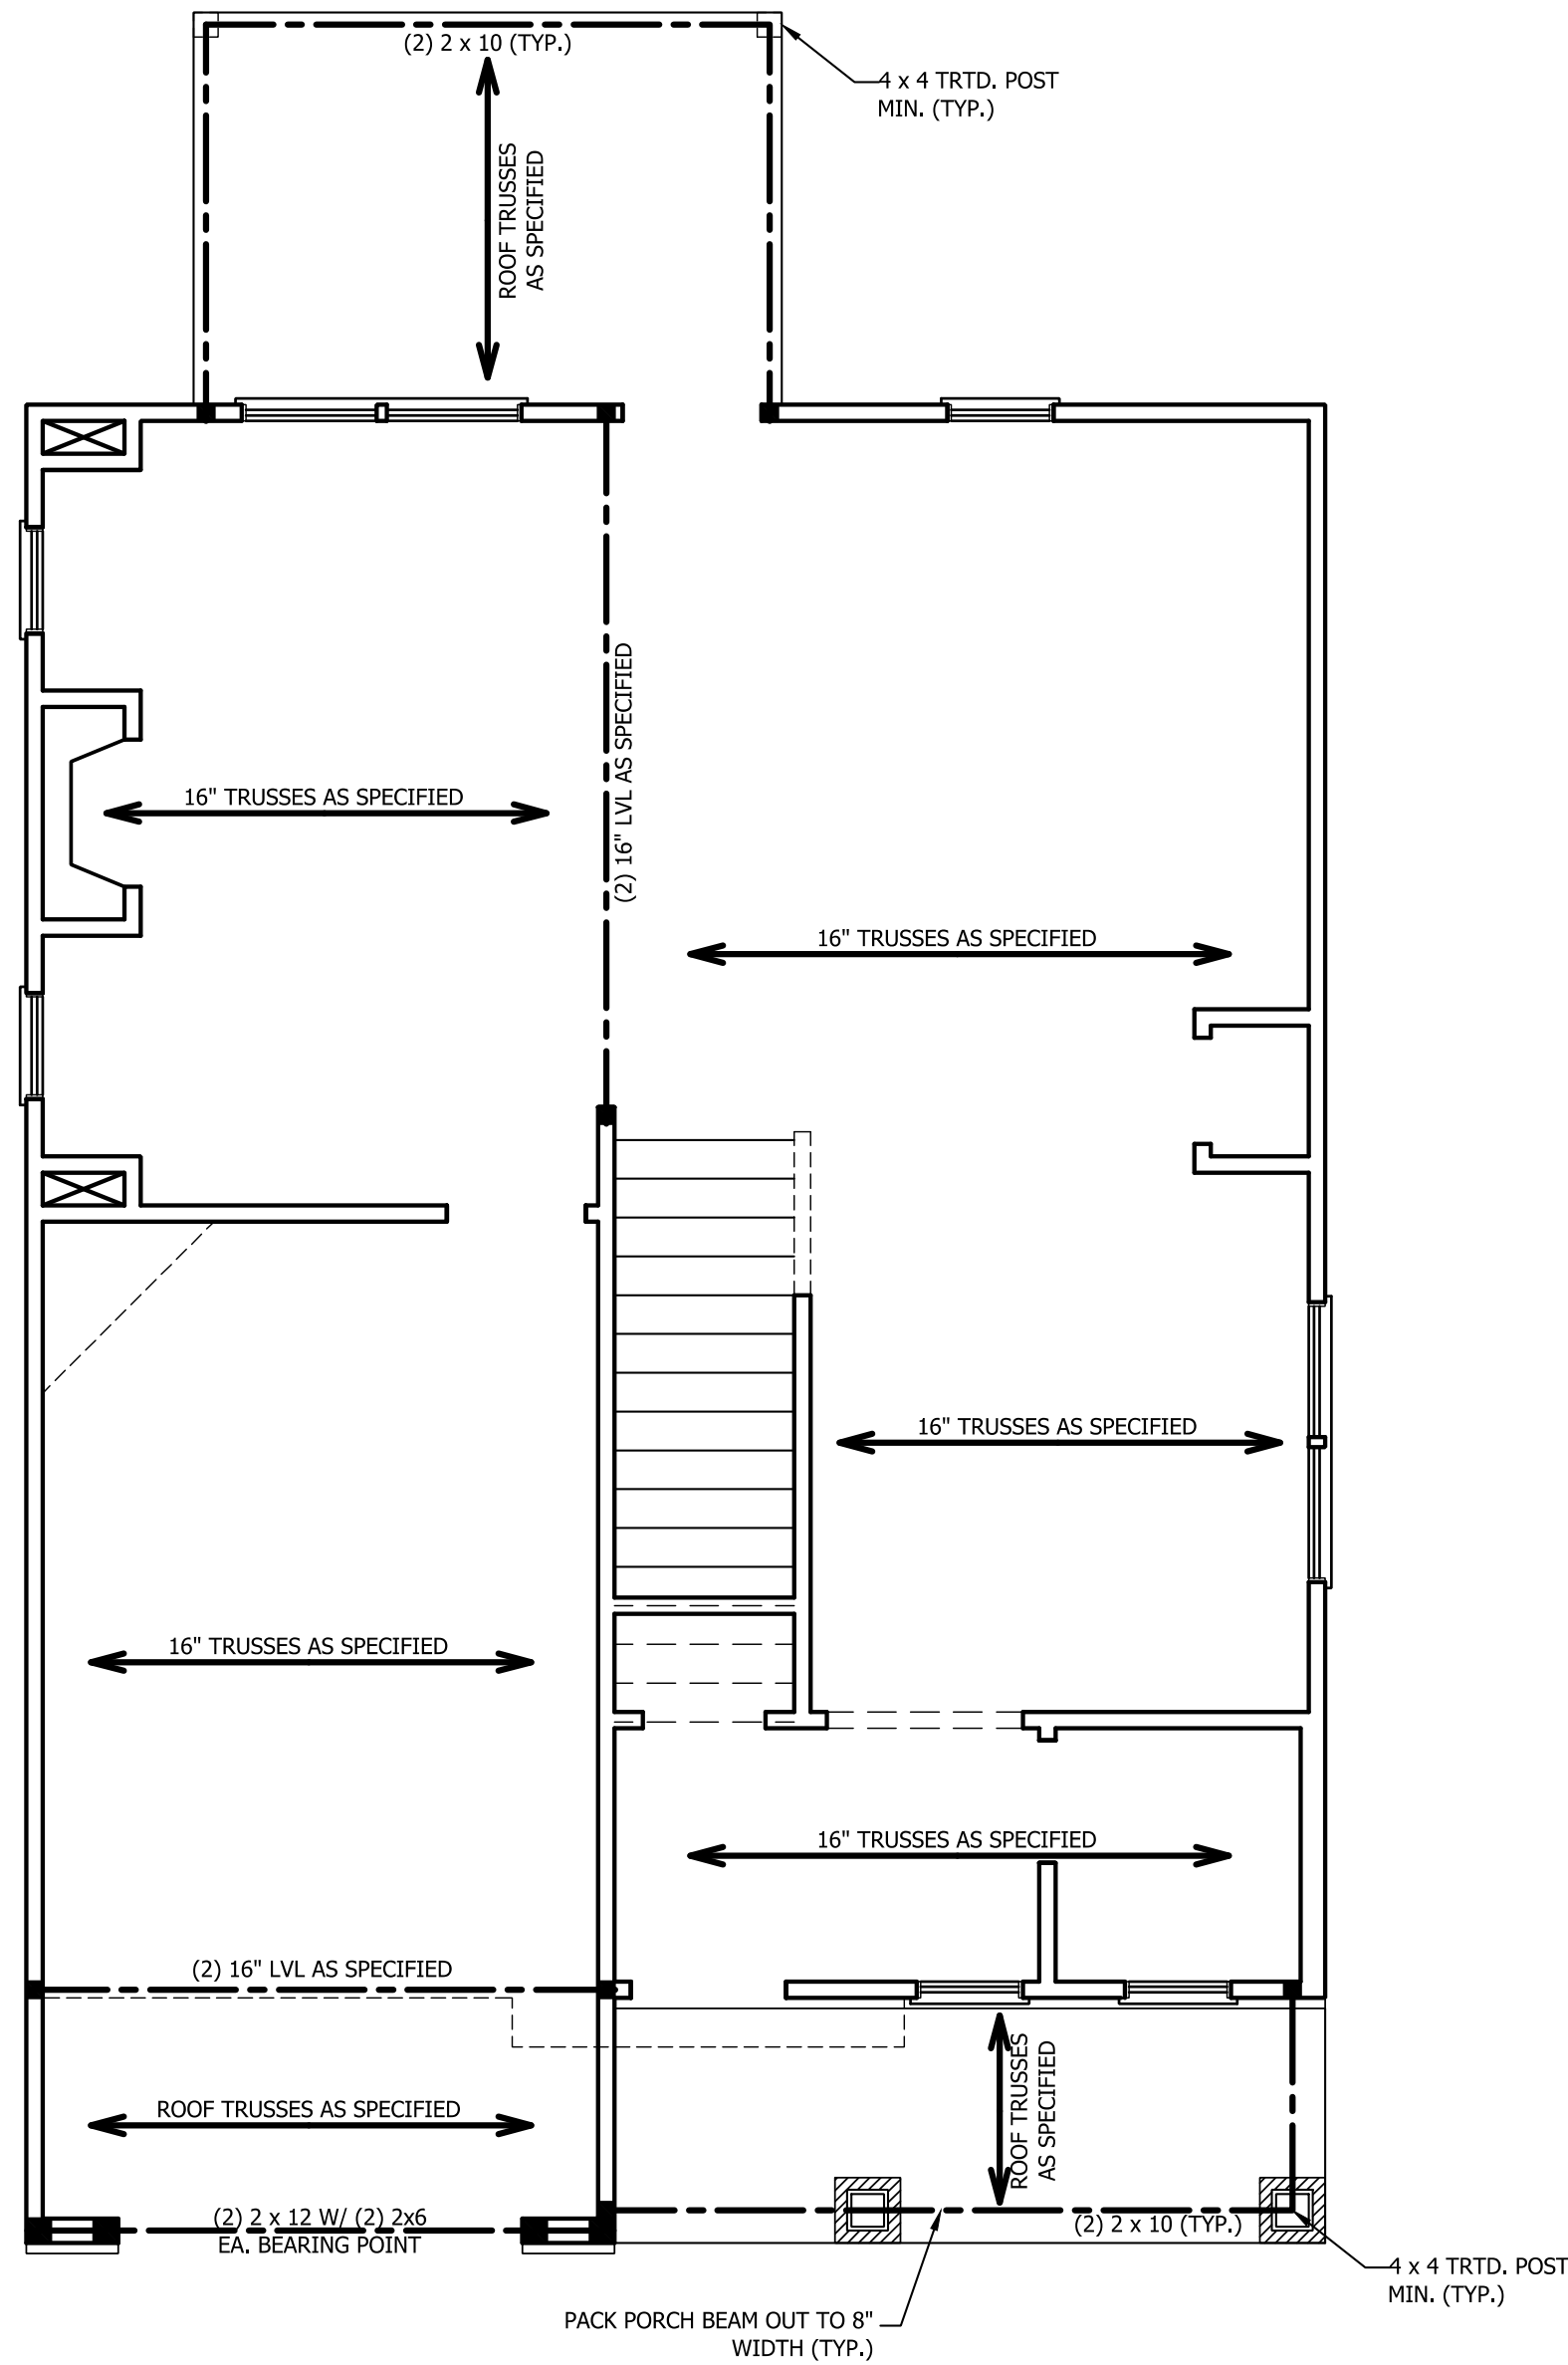 (2) 2 x 10 (TYP.)
4 x 4 TRTD. POST
MIN. (TYP.)
ROOF TRUSSES
AS SPECIFIED
(2) 16" LVL AS SPECIFIED
16" TRUSSES AS SPECIFIED
16" TRUSSES AS SPECIFIED
16" TRUSSES AS SPECIFIED
16" TRUSSES AS SPECIFIED
16" TRUSSES AS SPECIFIED
(2) 16" LVL AS SPECIFIED
ROOF TRUSSES
AS SPECIFIED
ROOF TRUSSES AS SPECIFIED
(2) 2 x 12 W/ (2) 2x6
EA. BEARING POINT
(2) 2 x 10 (TYP.)
4 x 4 TRTD. POST
MIN. (TYP.)
PACK PORCH BEAM OUT TO 8"
WIDTH (TYP.)